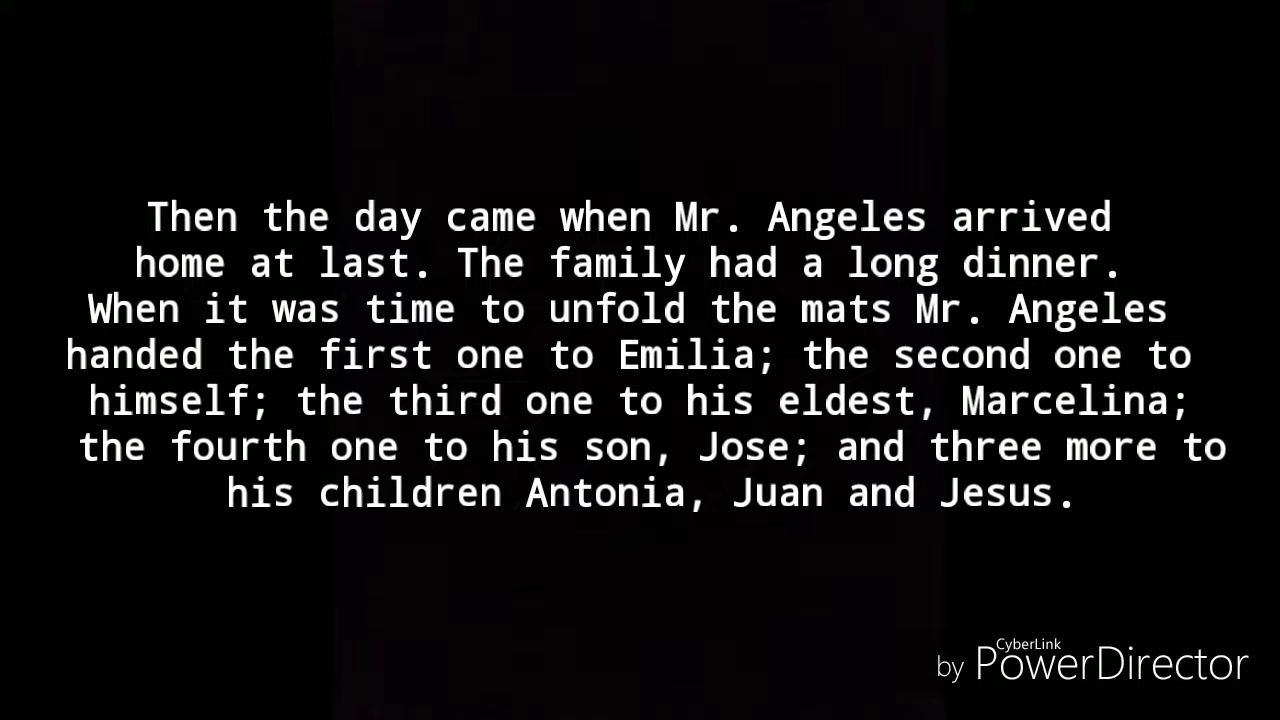 Then the day came when Mr. Angeles arrived
home at last. The family had a long dinner.
When it was time to unfold the mats Mr. Angeles
handed the first one to Emilia; the second one to
himself; the third one to his eldest, Marcelina;
the fourth one to his son, Jose; and three more to
his children Antonia, Juan and Jesus.
CyberLink
by PowerDirector